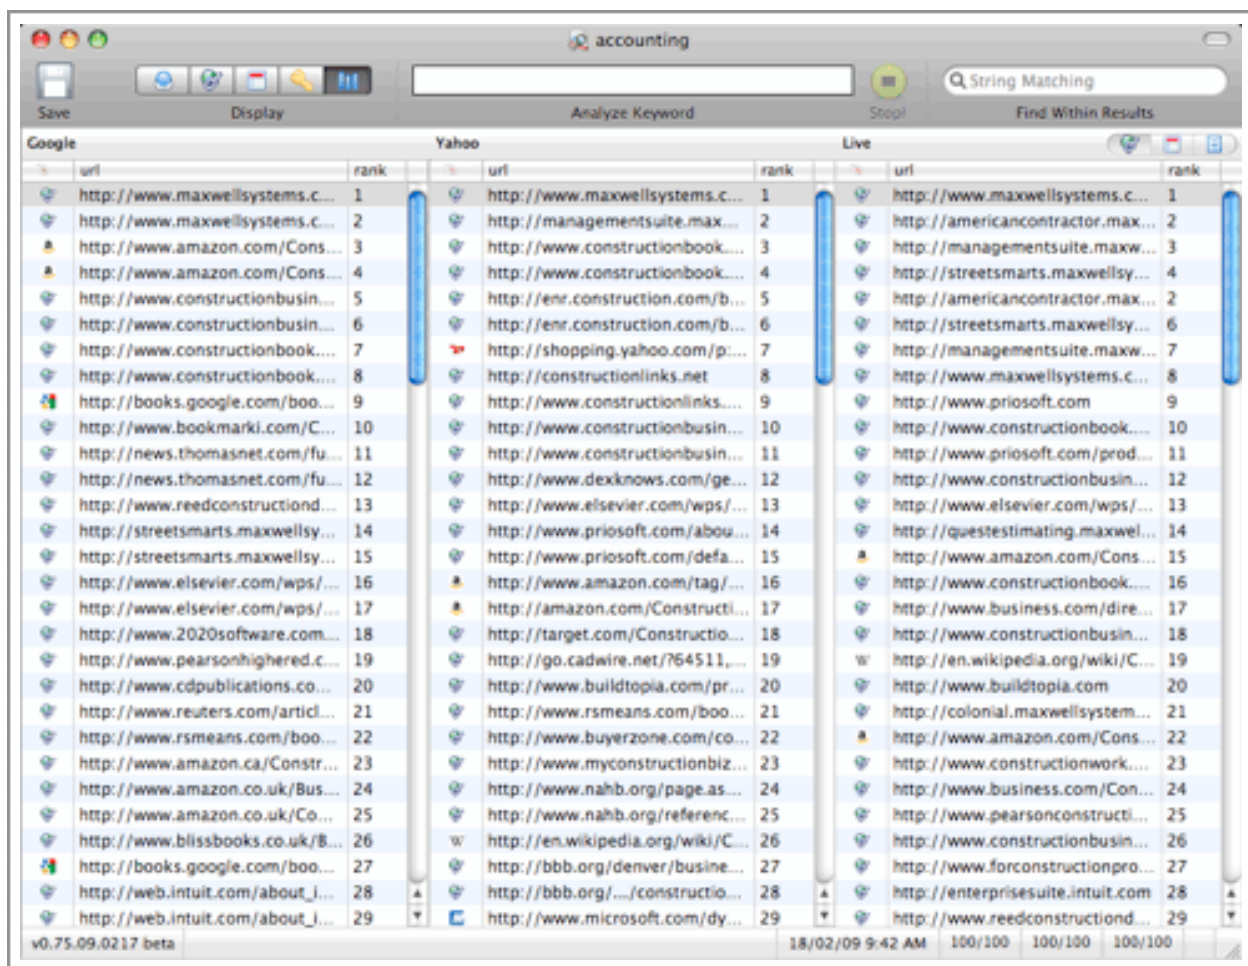 accounting
String Matching
Save Display Analyze Keyword Stop! Find Within Results
Google Yahoo Live
url rank url rank url rank
http://www.maxwellsystems.c... 1 http://www.maxwellsystems.c... 1 http://www.maxwellsystems.c... 1
http://www.maxwellsystems.c... 2 http://managementsuite.max... 2 http://americancontractor.max... 2
http://www.amazon.com/Cons... 3 http://www.constructionbook.... 3 http://managementsuite.maxw... 3
http://www.amazon.com/Cons... 4 http://www.constructionbook.... 4 http://streetsmarts.maxwellsy... 4
http://www.constructionbusin... 5 http://enr.construction.com/b... 5 http://americancontractor.max... 2
http://www.constructionbusin... 6 http://enr.construction.com/b... 6 http://streetsmarts.maxwellsy... 6
http://www.constructionbook.... 7 http://shopping.yahoo.com/p:... 7 http://managementsuite.maxw... 7
http://www.constructionbook.... 8 http://constructionlinks.net 8 http://www.maxwellsystems.c... 8
http://books.google.com/boo... 9 http://www.constructionlinks.... 9 http://www.priosoft.com 9
http://www.bookmarki.com/C... 10 http://www.constructionbusin... 10 http://www.constructionbook.... 10
http://news.thomasnet.com/fu... 11 http://www.constructionbusin... 11 http://www.priosoft.com/prod... 11
http://news.thomasnet.com/fu... 12 http://www.dexknows.com/ge... 12 http://www.constructionbusin... 12
http://www.reedconstructiond... 13 http://www.elsevier.com/wps/... 13 http://www.elsevier.com/wps/... 13
http://streetsmarts.maxwellsy... 14 http://www.priosoft.com/abou... 14 http://questestimating.maxwel... 14
http://streetsmarts.maxwellsy... 15 http://www.priosoft.com/defa... 15 http://www.amazon.com/Cons... 15
http://www.elsevier.com/wps/... 16 http://www.amazon.com/tag/... 16 http://www.constructionbook.... 16
http://www.elsevier.com/wps/... 17 http://amazon.com/Constructi... 17 http://www.business.com/dire... 17
http://www.2020software.com... 18 http://target.com/Constructio... 18 http://www.constructionbusin... 18
http://www.pearsonhighered.c... 19 http://go.cadwire.net/?64511,... 19 http://en.wikipedia.org/wiki/C... 19
http://www.cdpublications.co... 20 http://www.buildtopia.com/pr... 20 http://www.buildtopia.com 20
http://www.reuters.com/articl... 21 http://www.rsmeans.com/boo... 21 http://colonial.maxwellsystem... 21
http://www.rsmeans.com/boo... 22 http://www.buyerzone.com/co... 22 http://www.amazon.com/Cons... 22
http://www.amazon.ca/Constr... 23 http://www.myconstructionbiz... 23 http://www.constructionwork.... 23
http://www.amazon.co.uk/Bus... 24 http://www.nahb.org/page.as... 24 http://www.business.com/Con... 24
http://www.amazon.co.uk/Co... 25 http://www.nahb.org/referenc... 25 http://www.pearsonconstructi... 25
http://www.blissbooks.co.uk/B... 26 http://en.wikipedia.org/wiki/C... 26 http://www.constructionbusin... 26
http://books.google.com/boo... 27 http://bbb.org/denver/busine... 27 http://www.forconstructionpro... 27
http://web.intuit.com/about_i... 28 http://bbb.org/.../constructio... 28 http://enterprisesuite.intuit.com 28
http://web.intuit.com/about_i... 29 http://www.microsoft.com/dy... 29 http://www.reedconstructiond... 29
v0.75.09.0217 beta 18/02/09 9:42 AM 100/100 100/100 100/100